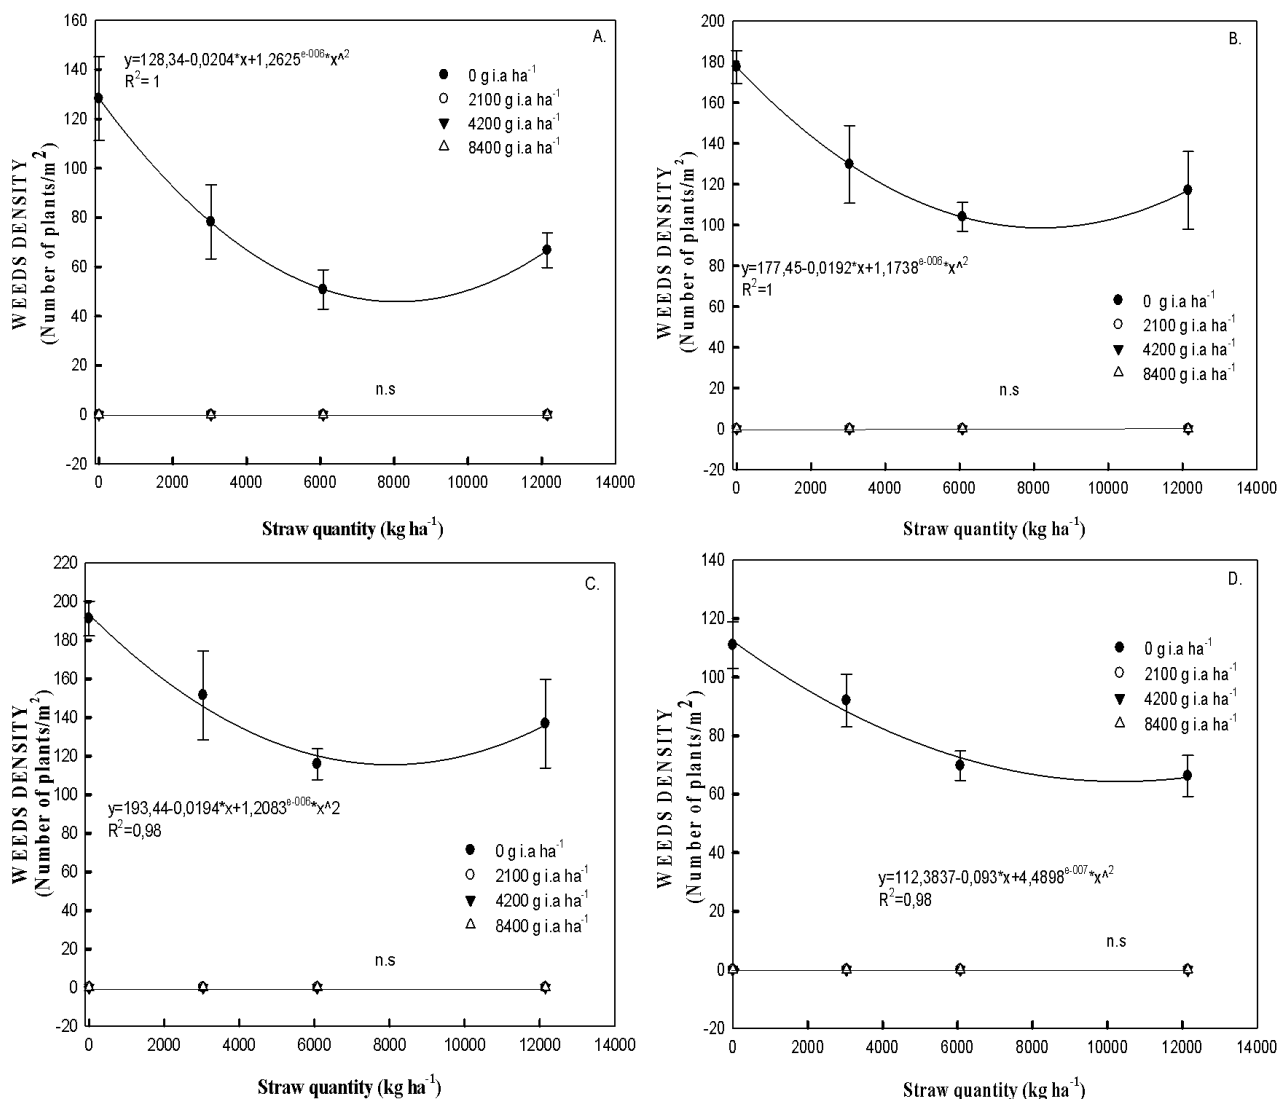 A.
y=128,34-0,0204*x+1,2625^e-006*x^2
R²= 1
0 g i.a ha⁻¹
2100 g i.a ha⁻¹
4200 g i.a ha⁻¹
8400 g i.a ha⁻¹
n.s
WEEDS DENSITY
(Number of plants/m²)
160
140
120
100
80
60
40
20
0
-20
0 2000 4000 6000 8000 10000 12000 14000
Straw quantity (kg ha⁻¹)
B.
y=177,45-0,0192*x+1,1738^e-006*x^2
R²=1
0 g i.a ha⁻¹
2100 g i.a ha⁻¹
4200 g i.a ha⁻¹
8400 g i.a ha⁻¹
n.s
WEEDS DENSITY
(Number of plants/m²)
200
180
160
140
120
100
80
60
40
20
0
-20
0 2000 4000 6000 8000 10000 12000 14000
Straw quantity (kg ha⁻¹)
C.
y=193,44-0,0194*x+1,2083^e-006*x^2
R²=0,98
0 g i.a ha⁻¹
2100 g i.a ha⁻¹
4200 g i.a ha⁻¹
8400 g i.a ha⁻¹
n.s
WEEDS DENSITY
(Number of plants/m²)
220
200
180
160
140
120
100
80
60
40
20
0
-20
0 2000 4000 6000 8000 10000 12000 14000
Straw quantity (kg ha⁻¹)
D.
0 g i.a ha⁻¹
2100 g i.a ha⁻¹
4200 g i.a ha⁻¹
8400 g i.a ha⁻¹
y=112,3837-0,093*x+4,4898^e-007*x^2
R²=0,98
n.s
WEEDS DENSITY
(Number of plants/m²)
140
120
100
80
60
40
20
0
-20
0 2000 4000 6000 8000 10000 12000 14000
Straw quantity (kg ha⁻¹)